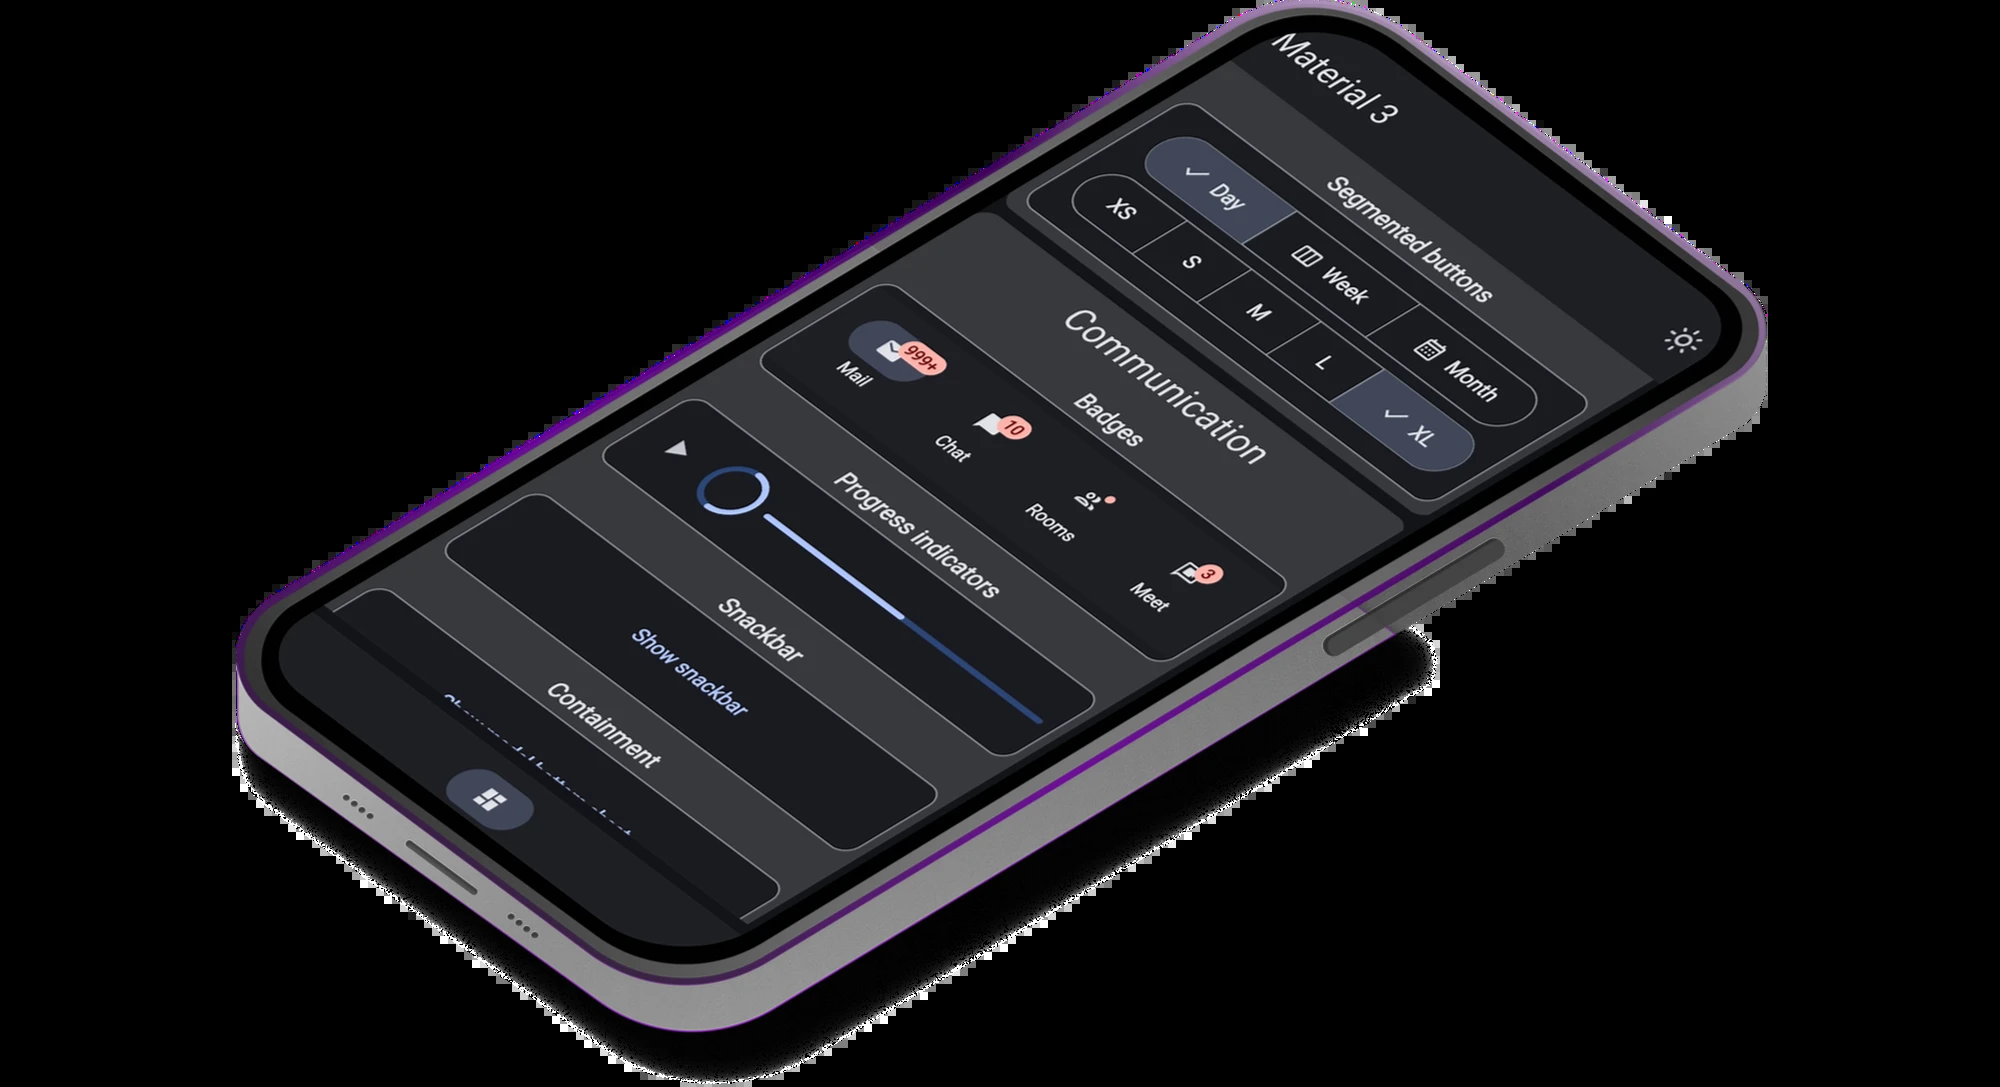 Material 3
Segmented buttons
Day
Week
Month
XS
S
M
L
XL
Communication
Badges
999+
Mail
10
Chat
Rooms
3
Meet
Progress indicators
Snackbar
Show snackbar
Containment